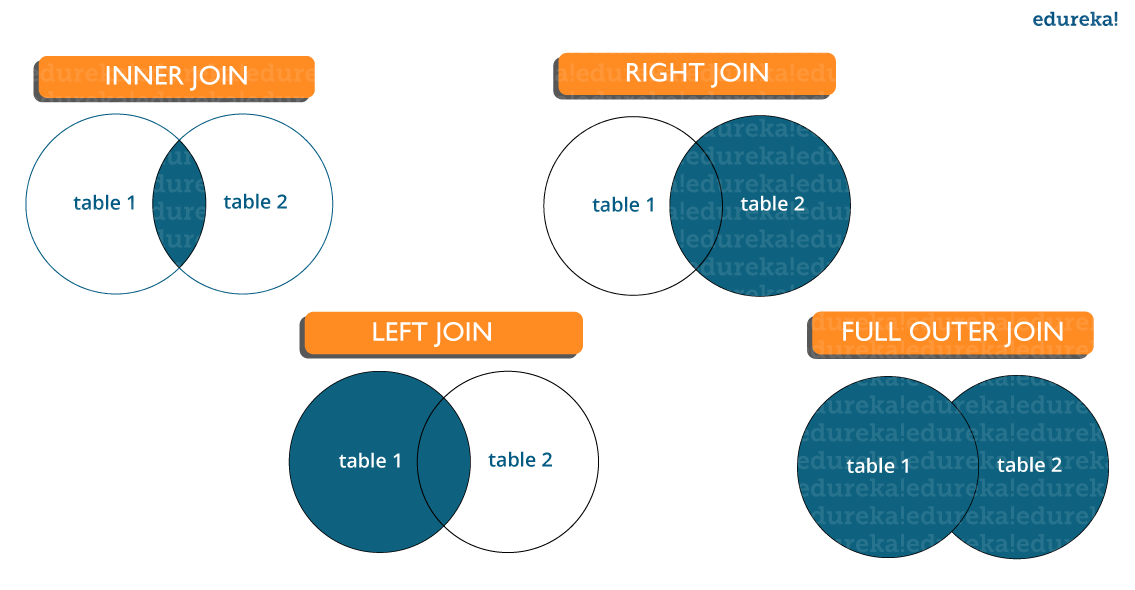 edureka!
INNER JOIN
table 1
table 2
RIGHT JOIN
table 1
table 2
LEFT JOIN
table 1
table 2
FULL OUTER JOIN
table 1
table 2